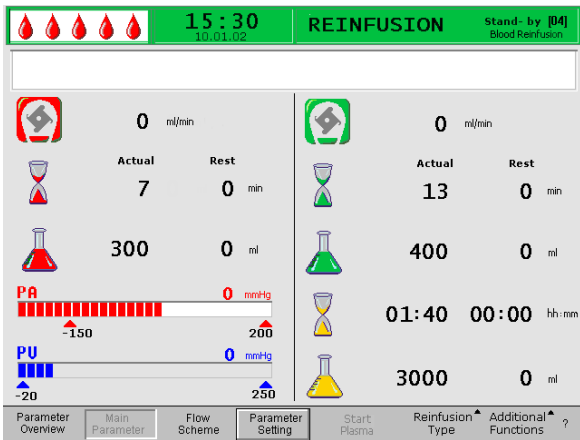 15:30
10.01.02
REINFUSION
Stand- by [04]
Blood Reinfusion
0 ml/min
Actual Rest
7 0 min
300 0 ml
PA 0 mmHg
-150 200
PV 0 mmHg
-20 250
0 ml/min
Actual Rest
13 0 min
400 0 ml
01:40 00:00 hh:mm
3000 0 ml
Parameter Overview
Main Parameter
Flow Scheme
Parameter Setting
Start Plasma
Reinfusion Type
Additional Functions
?